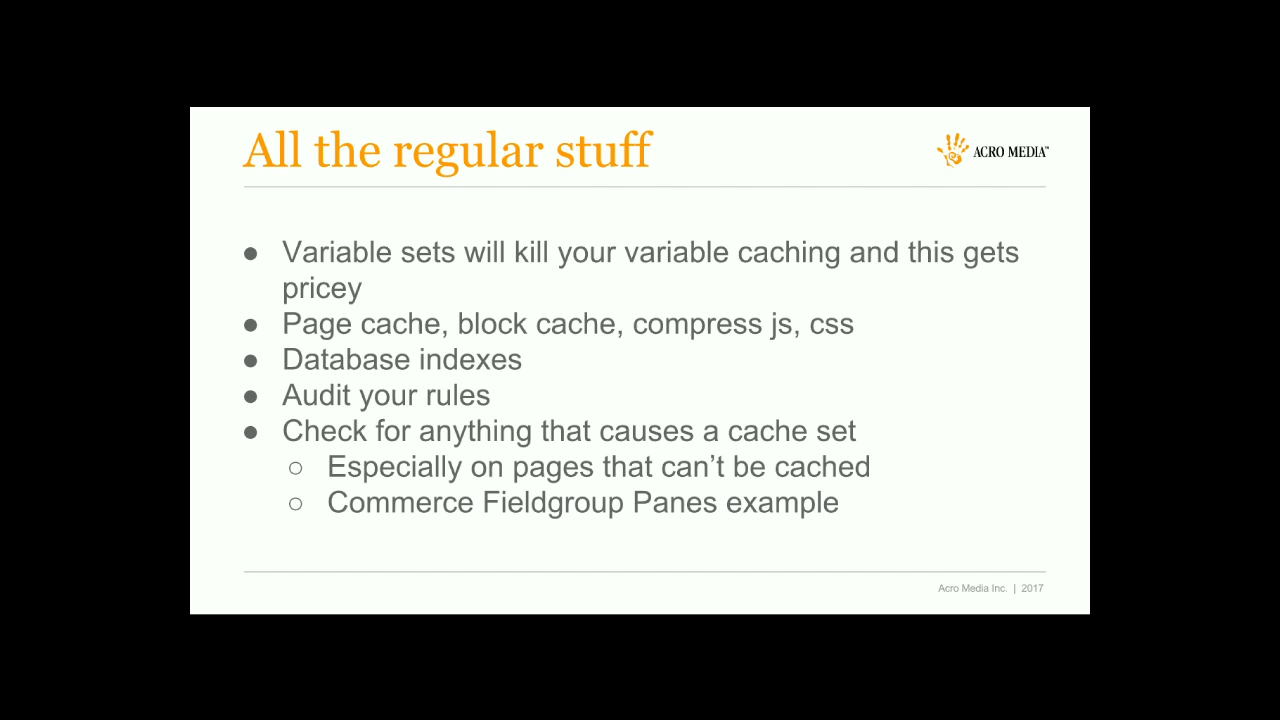 All the regular stuff
ACRO MEDIA™
● Variable sets will kill your variable caching and this gets
pricey
● Page cache, block cache, compress js, css
● Database indexes
● Audit your rules
● Check for anything that causes a cache set
○ Especially on pages that can’t be cached
○ Commerce Fieldgroup Panes example
Acro Media Inc. | 2017